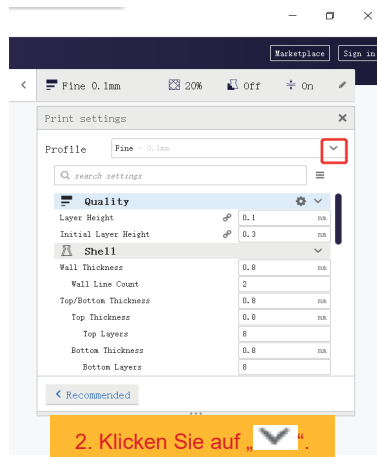 Marketplace Sign in
Fine 0.1mm 20% Off On
Print settings
Profile Fine - 0.1mm
search settings
Quality
Layer Height 0.1 mm
Initial Layer Height 0.3 mm
Shell
Wall Thickness 0.8 mm
Wall Line Count 2
Top/Bottom Thickness 0.8 mm
Top Thickness 0.8 mm
Top Layers 8
Bottom Thickness 0.8 mm
Bottom Layers 8
Recommended
2. Klicken Sie auf „ “.